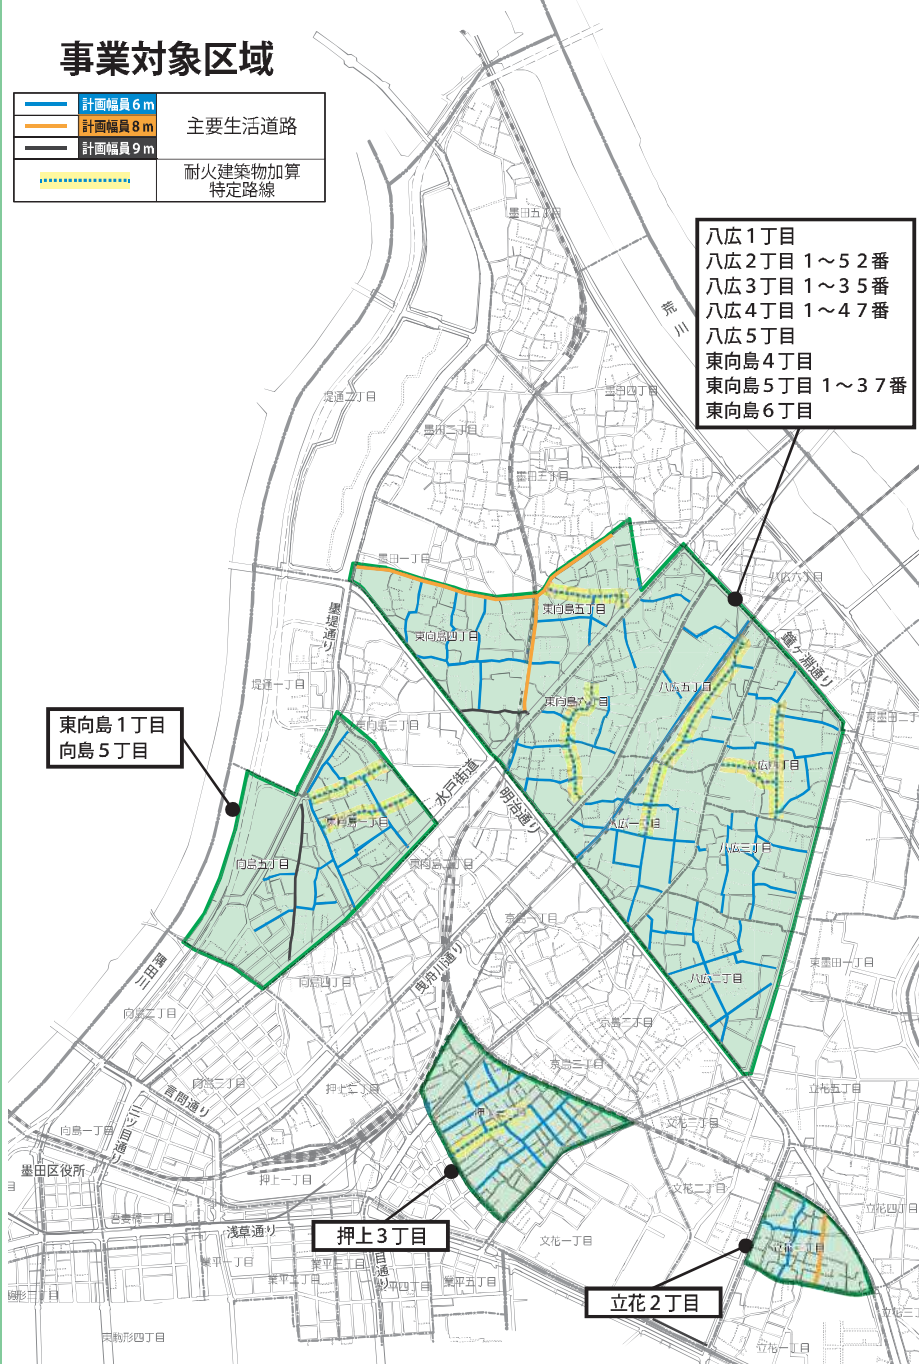 事業対象区域
計画幅員６ｍ
計画幅員８ｍ
計画幅員９ｍ
主要生活道路
耐火建築物加算
特定路線
八広１丁目
八広２丁目 １～５２番
八広３丁目 １～３５番
八広４丁目 １～４７番
八広５丁目
東向島４丁目
東向島５丁目 １～３７番
東向島６丁目
墨田五丁目
荒川
堤通二丁目
墨田四丁目
墨田二丁目
墨田三丁目
墨田一丁目
八広六丁目
東向島五丁目
墨堤通り
東向島四丁目
鐘ヶ淵通り
堤通一丁目
八広五丁目
東向島六丁目
東墨田二丁
東向島三丁目
東向島１丁目
向島５丁目
水戸街道
八広四丁目
明治通り
東向島一丁目
八広一丁目
八広三丁目
向島五丁目
東向島二丁目
京島一丁目
曳舟川通り
隅田川
向島四丁目
八広二丁目
東墨田一丁目
向島三丁目
京島二丁目
京島三丁目
向島二丁目
押上二丁目
立花五丁目
言問通り
三ツ目通り
押上三丁目
文花三丁目
向島一丁目
墨田区役所
押上一丁目
文花二丁目
立花四丁目
吾妻橋三丁目
浅草通り
押上３丁目
文花一丁目
立花二丁目
業平一丁目
業平二丁目
業平三丁目
業平四丁目
業平五丁目
目通り
立花２丁目
立花三
東駒形四丁目
立花一丁目